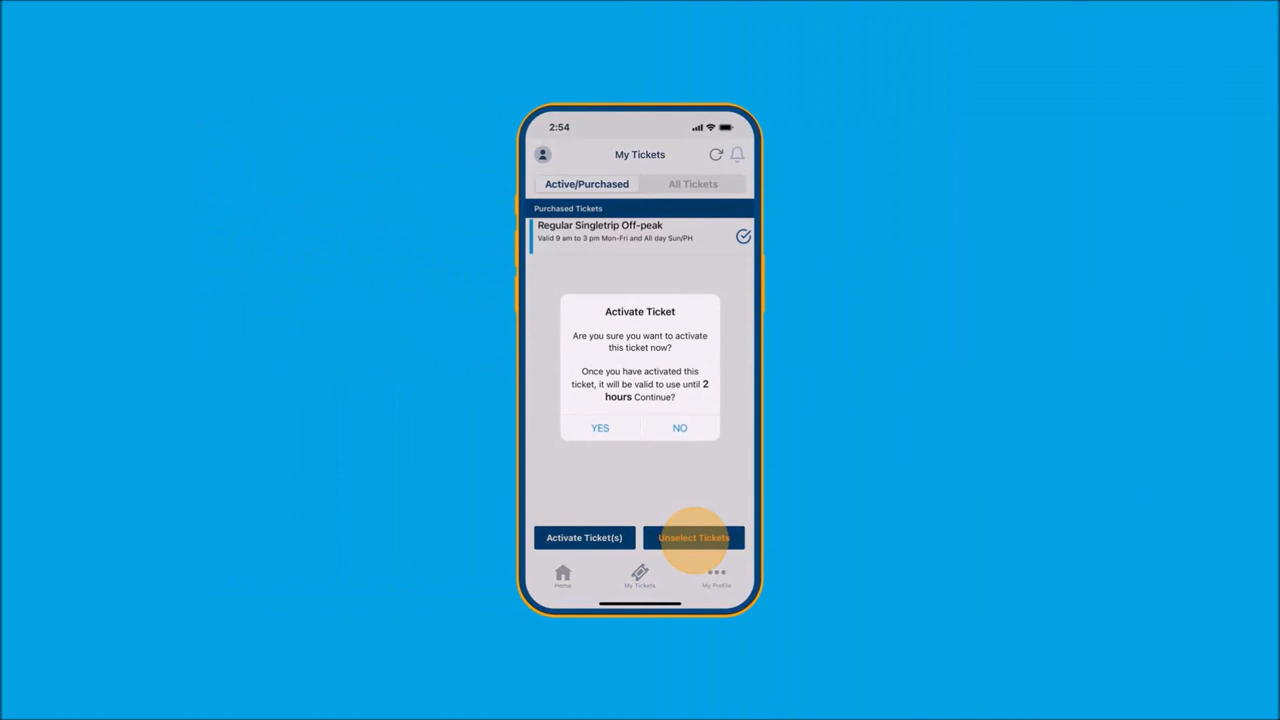 2:54
My Tickets
Active/Purchased
All Tickets
Purchased Tickets
Regular Singletrip Off-peak
Valid 9 am to 3 pm Mon-Fri and All day Sun/PH
Activate Ticket
Are you sure you want to activate
this ticket now?
Once you have activated this
ticket, it will be valid to use until 2
hours Continue?
YES
NO
Activate Ticket(s)
Unselect Tickets
Home
My Tickets
My Profile